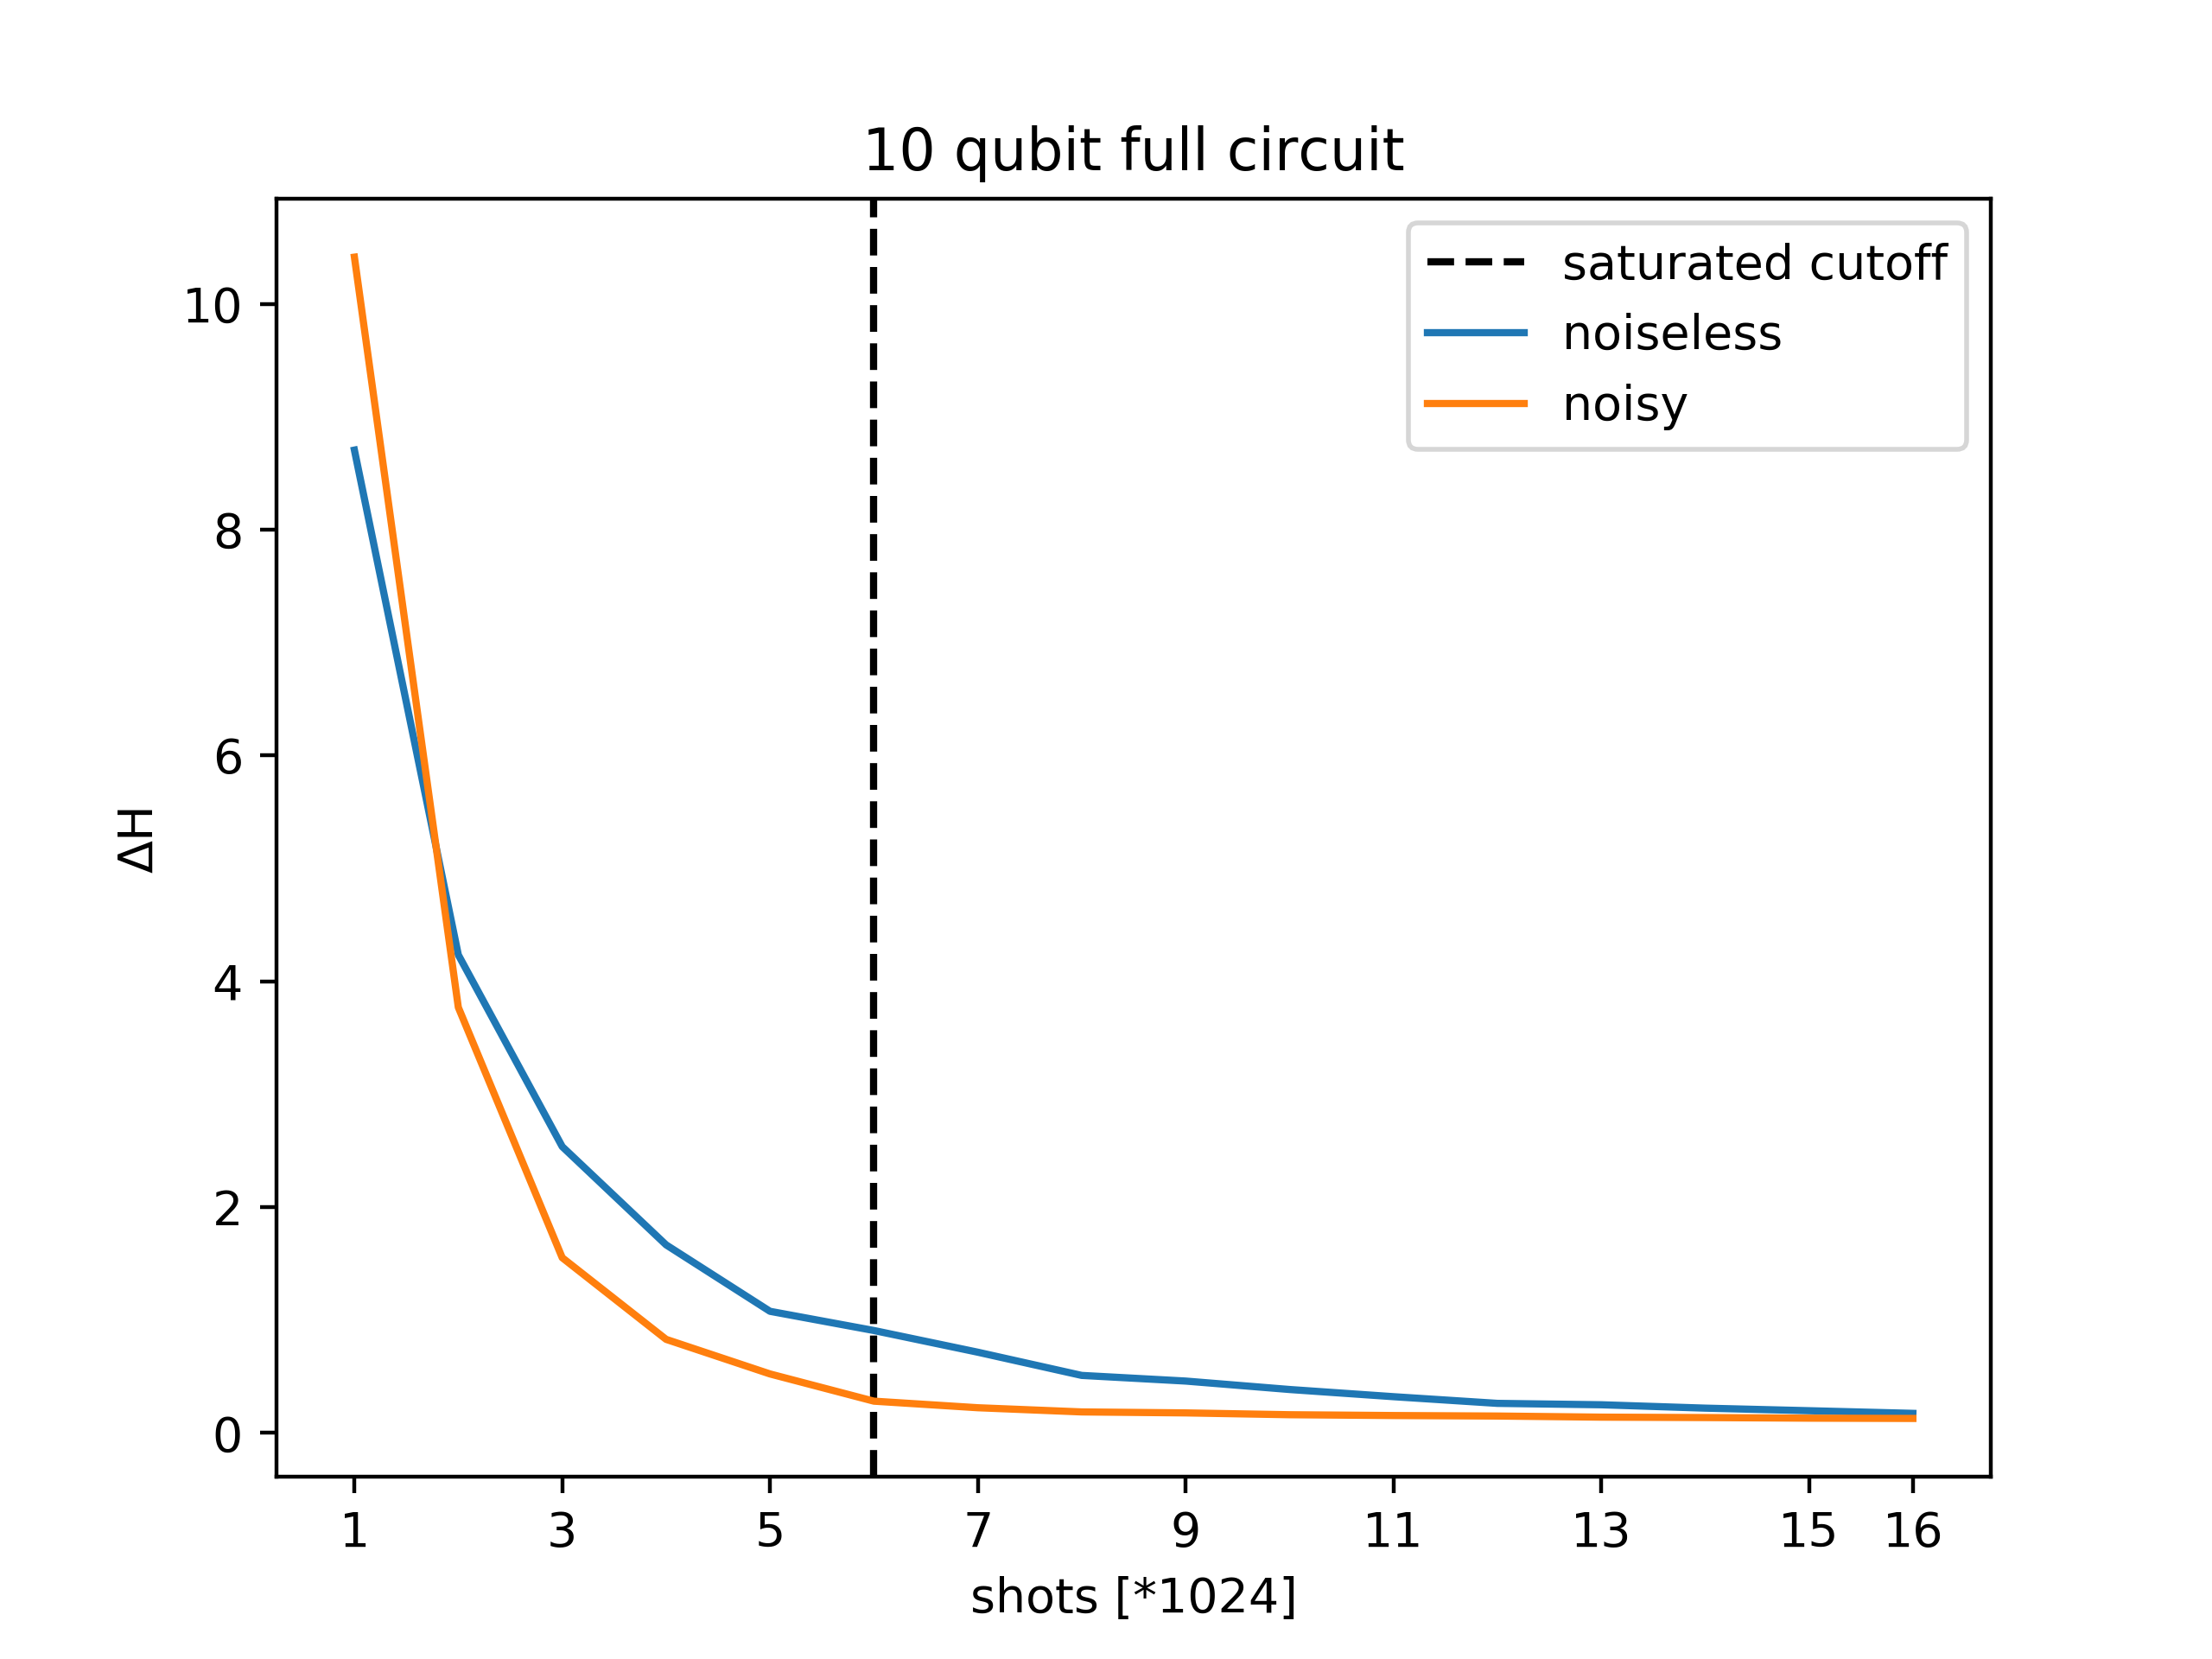 10 qubit full circuit
saturated cutoff
noiseless
noisy
10
8
6
4
2
0
ΔH
1 3 5 7 9 11 13 15 16
shots [*1024]